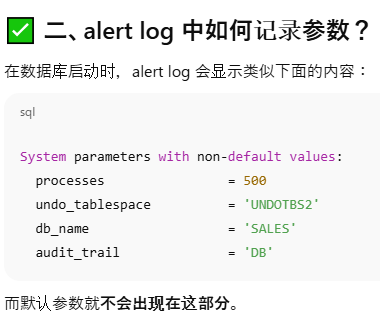 ✅ 二、alert log 中如何记录参数？
在数据库启动时，alert log 会显示类似下面的内容：
sql
System parameters with non-default values:
  processes                = 500
  undo_tablespace          = 'UNDOTBS2'
  db_name                  = 'SALES'
  audit_trail              = 'DB'
而默认参数就不会出现在这部分。